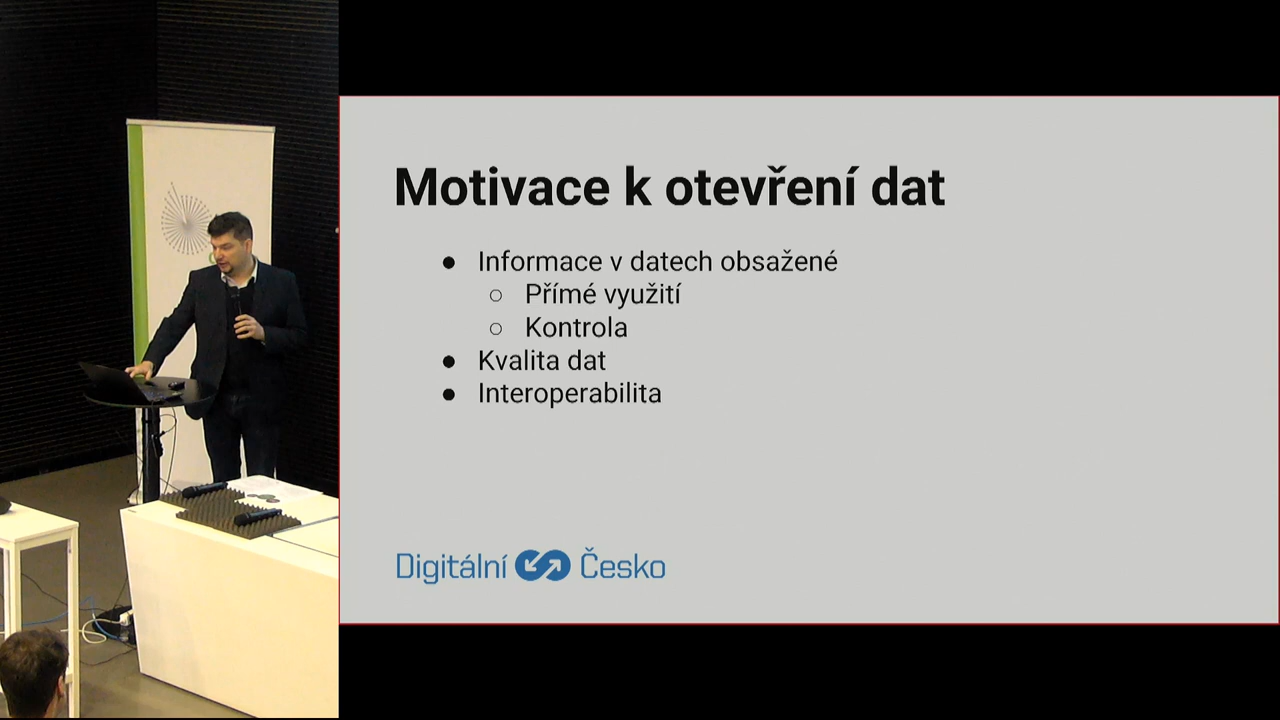 Motivace k otevření dat
● Informace v datech obsažené
○ Přímé využití
○ Kontrola
● Kvalita dat
● Interoperabilita
Digitální Česko